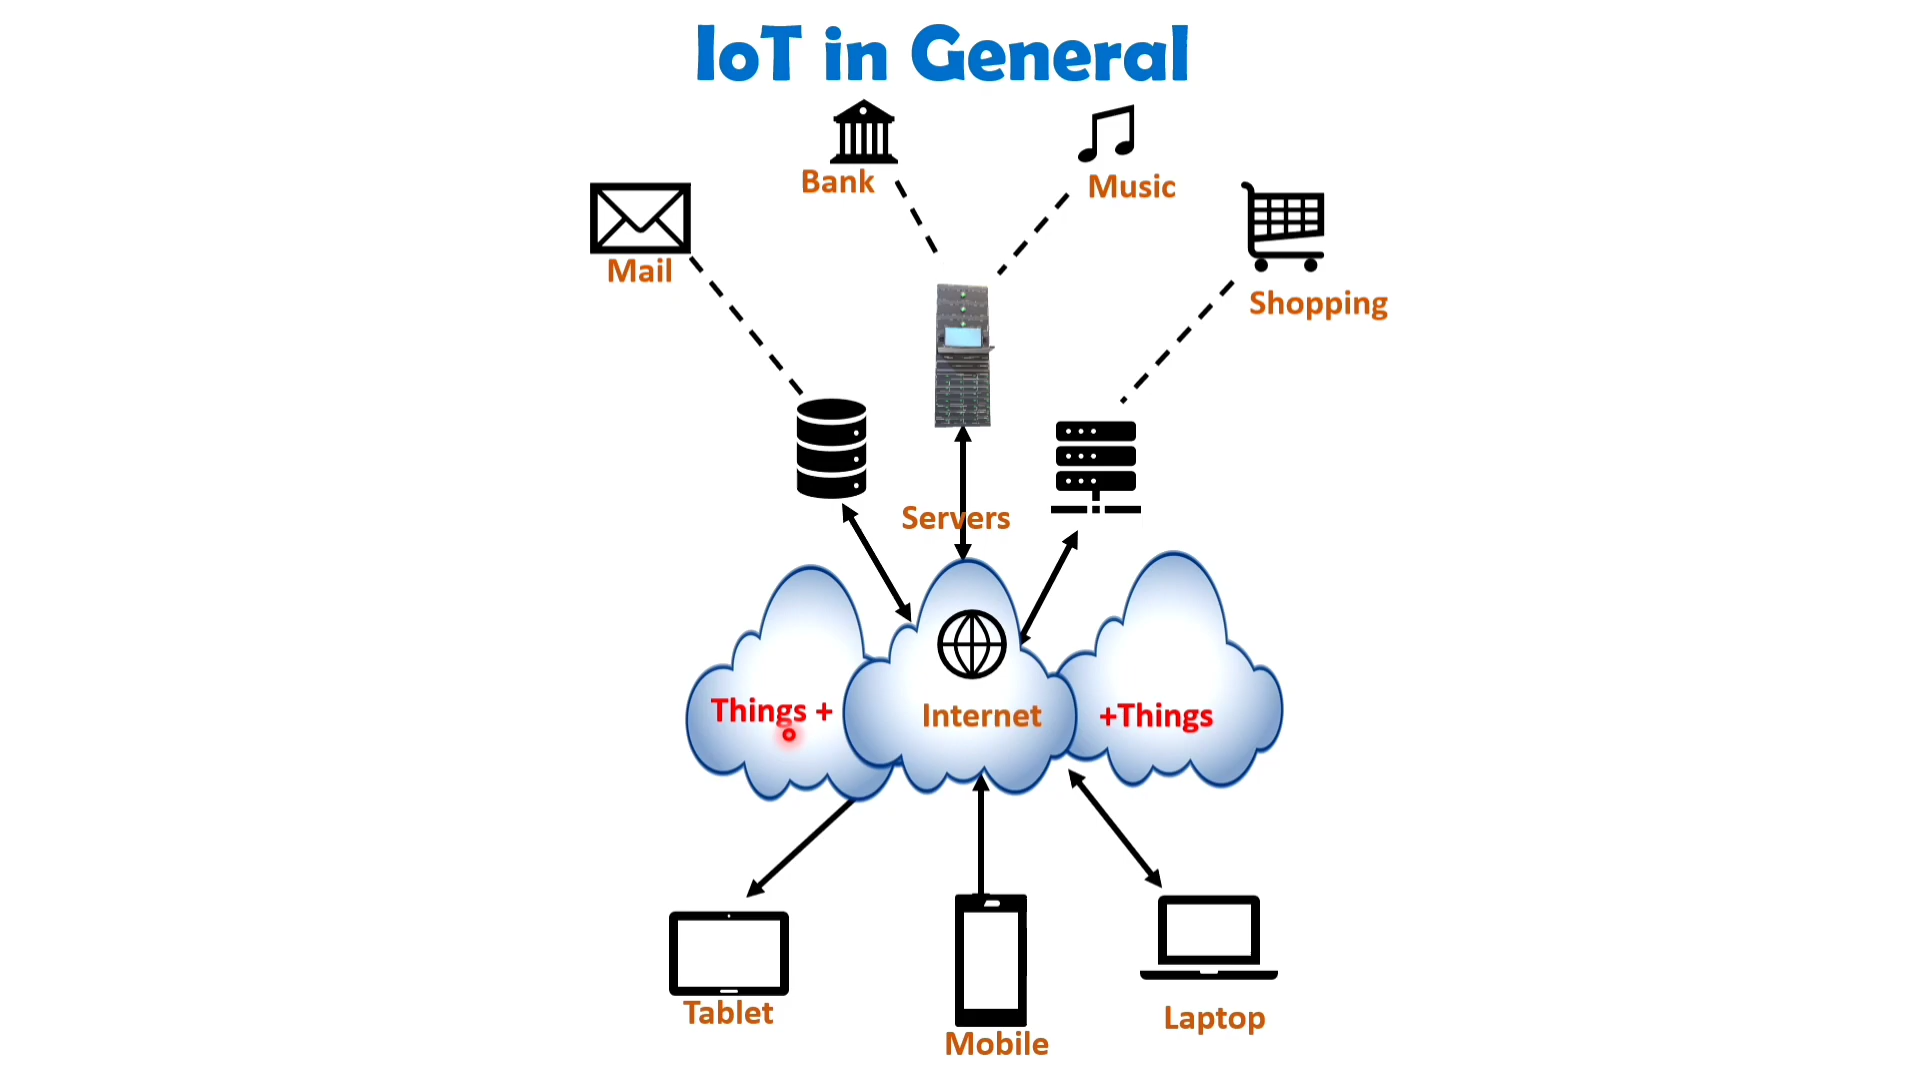 IoT in General
Bank
Music
Mail
Shopping
Servers
Things +
Internet
+Things
Tablet
Mobile
Laptop